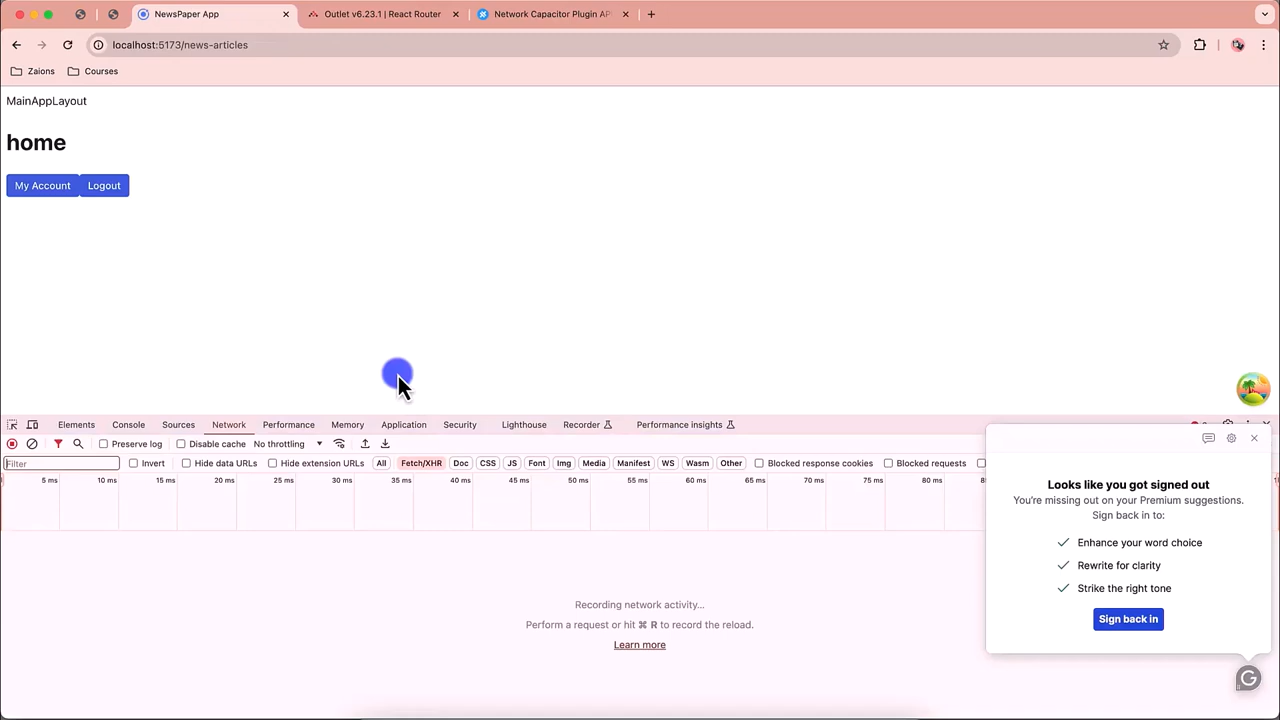 NewsPaper App
Outlet v6.23.1 | React Router
Network Capacitor Plugin AP
localhost:5173/news-articles
Zaions
Courses
MainAppLayout
home
My Account
Logout
Elements
Console
Sources
Network
Performance
Memory
Application
Security
Lighthouse
Recorder
Performance insights
Preserve log
Disable cache
No throttling
Filter
Invert
Hide data URLs
Hide extension URLs
All
Fetch/XHR
Doc
CSS
JS
Font
Img
Media
Manifest
WS
Wasm
Other
Blocked response cookies
Blocked requests
5 ms
10 ms
15 ms
20 ms
25 ms
30 ms
35 ms
40 ms
45 ms
50 ms
55 ms
60 ms
65 ms
70 ms
75 ms
80 ms
85
90
95
Recording network activity…
Perform a request or hit ⌘ R to record the reload.
Learn more
Looks like you got signed out
You're missing out on your Premium suggestions.
Sign back in to:
Enhance your word choice
Rewrite for clarity
Strike the right tone
Sign back in